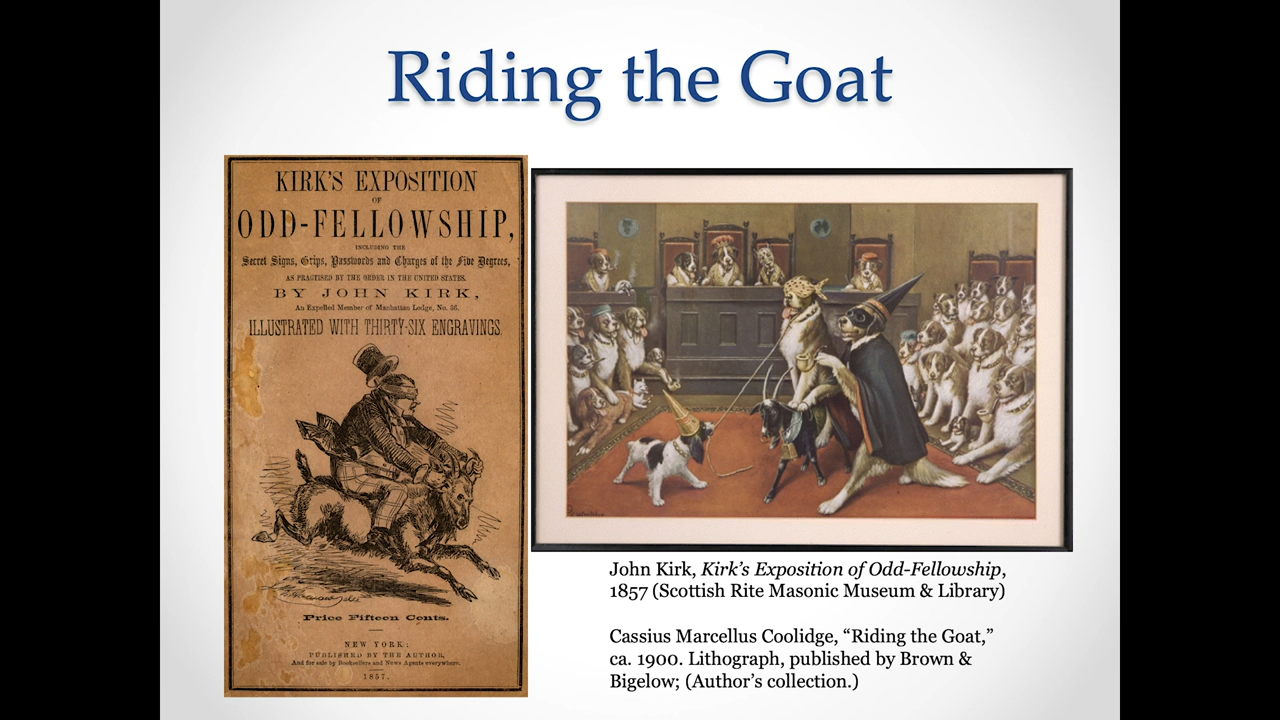 Riding the Goat
KIRK'S EXPOSITION
OF
ODD-FELLOWSHIP,
INCLUDING THE
Secret Signs, Grips, Passwords and Charges of the Five Degrees,
AS PRACTISED BY THE ORDER IN THE UNITED STATES.
BY JOHN KIRK,
An Expelled Member of Manhattan Lodge, No. 56.
ILLUSTRATED WITH THIRTY-SIX ENGRAVINGS.
Price Fifteen Cents.
NEW YORK:
PUBLISHED BY THE AUTHOR,
And for sale by Booksellers and News Agents everywhere.
1857.
John Kirk, Kirk’s Exposition of Odd-Fellowship,
1857 (Scottish Rite Masonic Museum & Library)
Cassius Marcellus Coolidge, “Riding the Goat,”
ca. 1900. Lithograph, published by Brown &
Bigelow; (Author’s collection.)